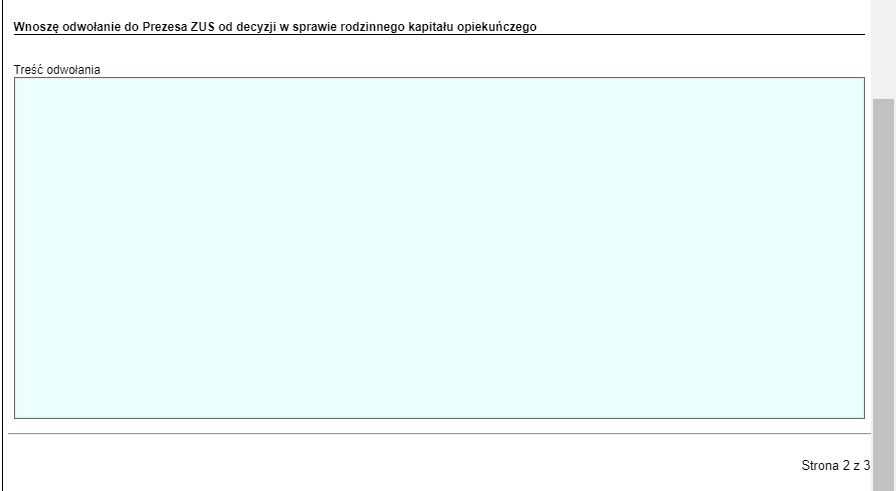 Wnoszę odwołanie do Prezesa ZUS od decyzji w sprawie rodzinnego kapitału opiekuńczego
Treść odwołania
Strona 2 z 3